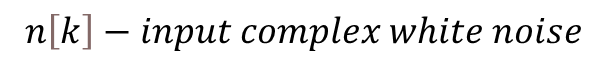 n[k] – input complex white noise